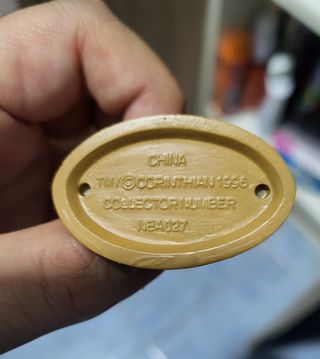 CHINA
TM/©CORINTHIAN 1996
COLLECTOR NUMBER
NBA027